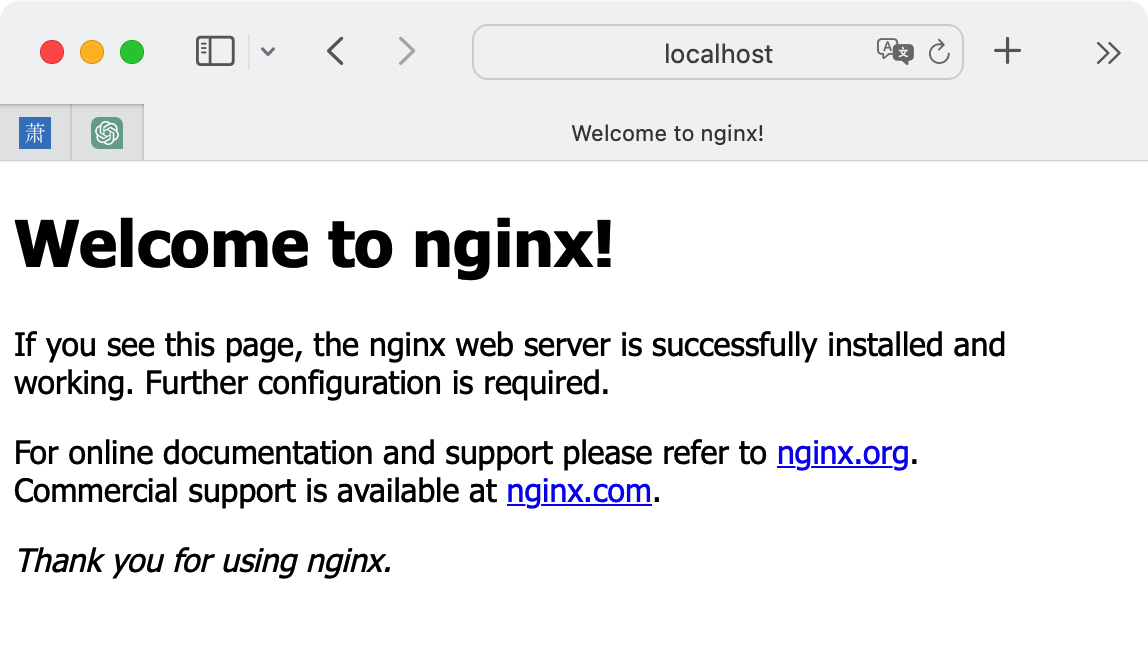 localhost
萧
Welcome to nginx!
Welcome to nginx!
If you see this page, the nginx web server is successfully installed and
working. Further configuration is required.
For online documentation and support please refer to nginx.org.
Commercial support is available at nginx.com.
Thank you for using nginx.